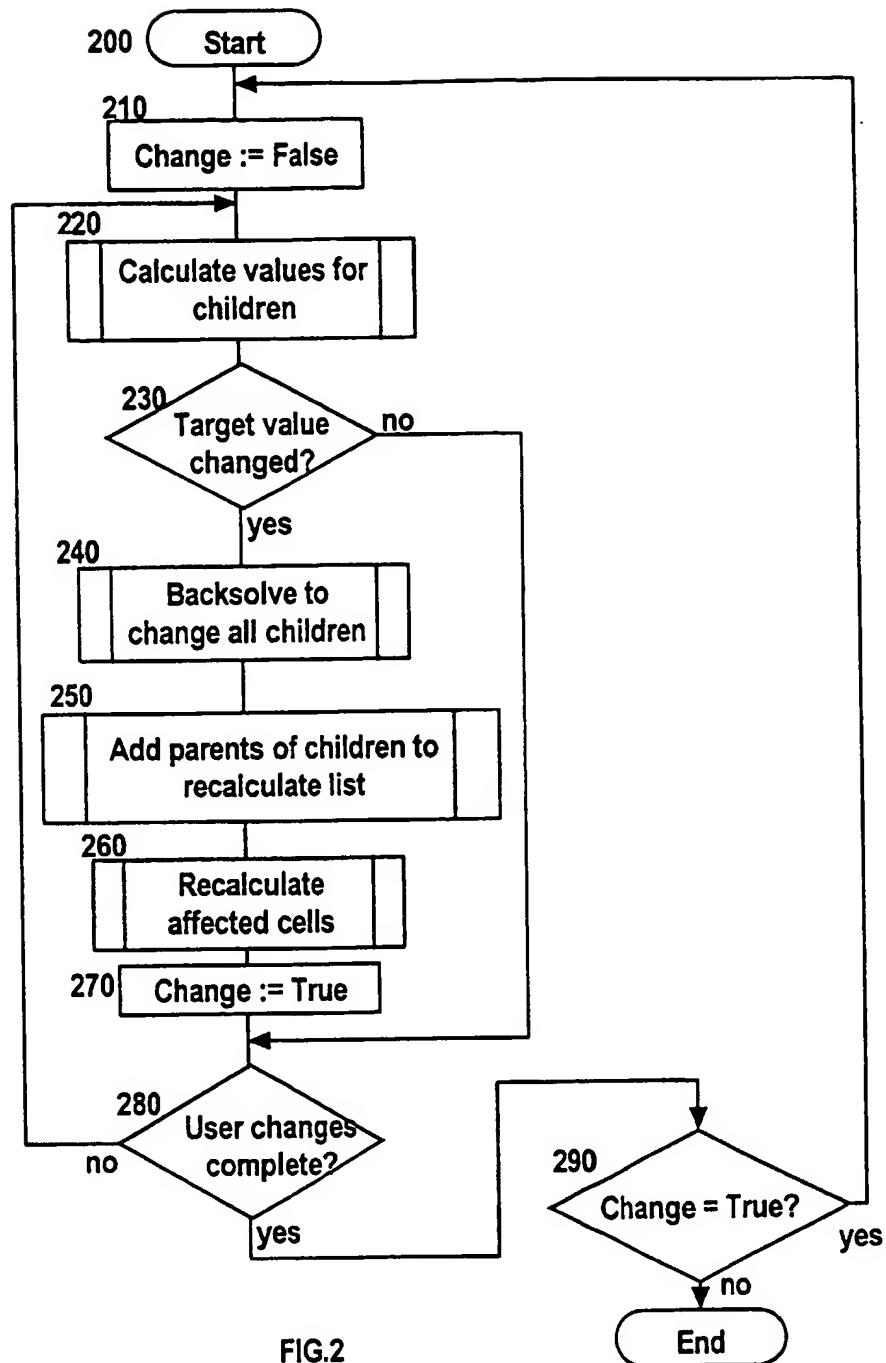 200
Start
210
Change := False
220
Calculate values for
children
230
Target value
changed?
no
yes
240
Backsolve to
change all children
250
Add parents of children to
recalculate list
260
Recalculate
affected cells
270
Change := True
280
User changes
complete?
no
yes
290
Change = True?
yes
no
End
FIG.2